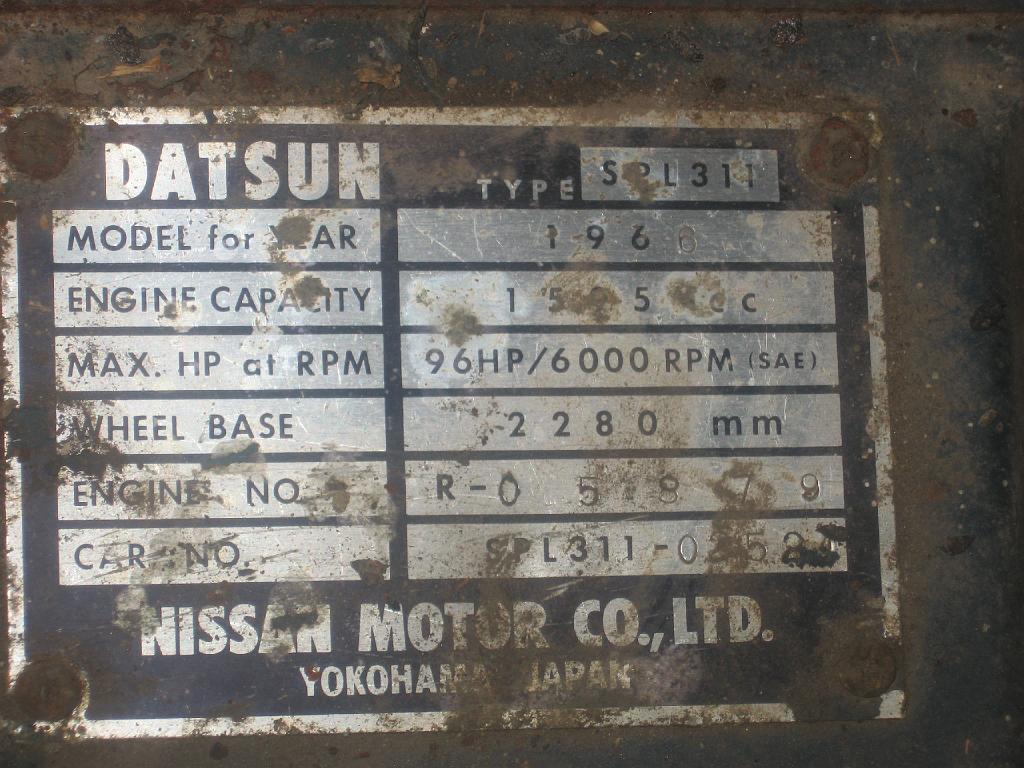 DATSUN TYPE SPL311
MODEL for YEAR 1966
ENGINE CAPACITY 1595 cc
MAX. HP at RPM 96HP/6000 RPM (SAE)
WHEEL BASE 2280 mm
ENGINE NO. R-05879
CAR NO.
NISSAN MOTOR CO., LTD.
YOKOHAMA JAPAN